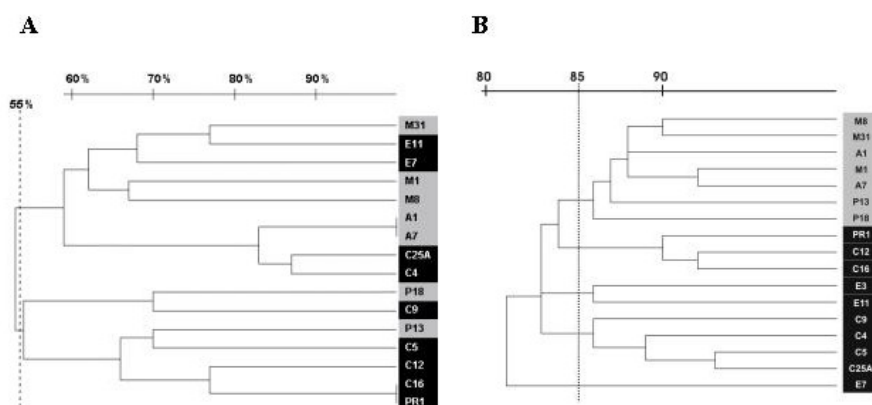 A
60% 70% 80% 90%
55%
M31
E11
E7
M1
M8
A1
A7
C25A
C4
P18
C9
P13
C5
C12
C16
PR1
B
80 85 90
M8
M31
A1
M1
A7
P13
P18
PR1
C12
C16
E3
E11
C9
C4
C5
C25A
E7